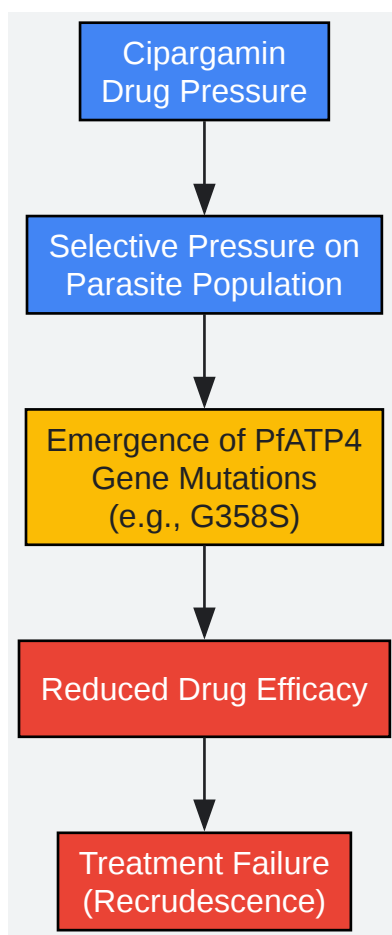 Cipargamin
Drug Pressure
Selective Pressure on
Parasite Population
Emergence of PfATP4
Gene Mutations
(e.g., G358S)
Reduced Drug Efficacy
Treatment Failure
(Recrudescence)